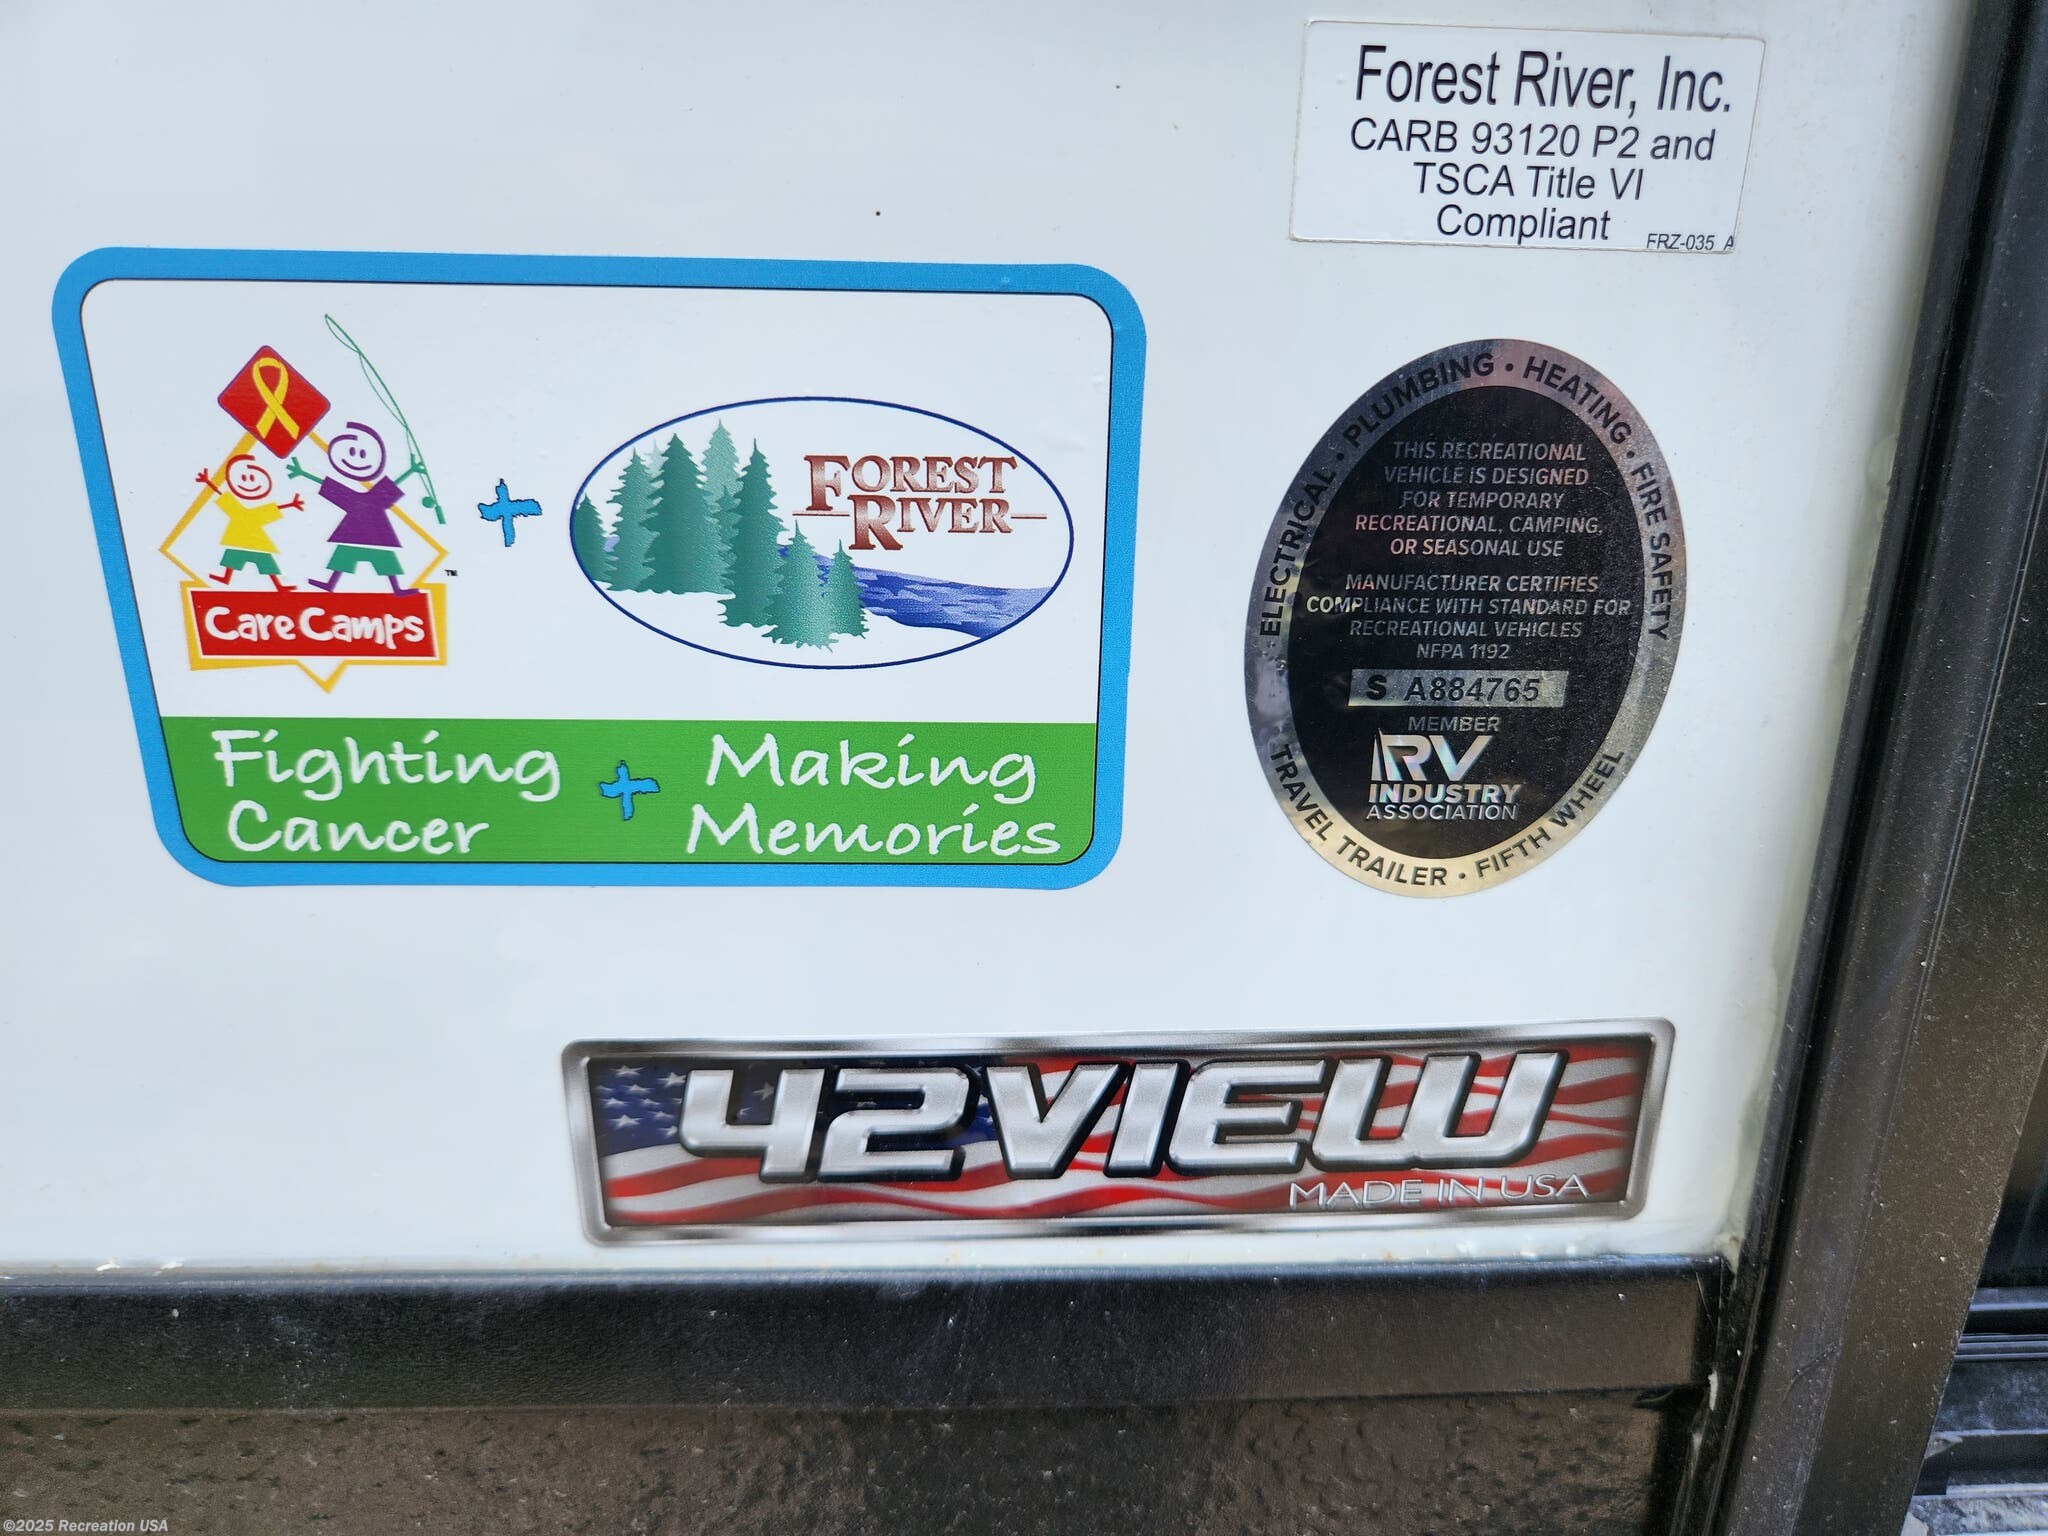 Forest River, Inc.
CARB 93120 P2 and
TSCA Title VI
Compliant
FRZ-035 A
Care Camps
™
FOREST
RIVER
Fighting
Cancer
Making
Memories
ELECTRICAL • PLUMBING • HEATING • FIRE SAFETY
THIS RECREATIONAL
VEHICLE IS DESIGNED
FOR TEMPORARY
RECREATIONAL, CAMPING,
OR SEASONAL USE
MANUFACTURER CERTIFIES
COMPLIANCE WITH STANDARD FOR
RECREATIONAL VEHICLES
NFPA 1192
S A884765
MEMBER
RV
INDUSTRY
ASSOCIATION
TRAVEL TRAILER • FIFTH WHEEL
42VIEW
MADE IN USA
©2025 Recreation USA